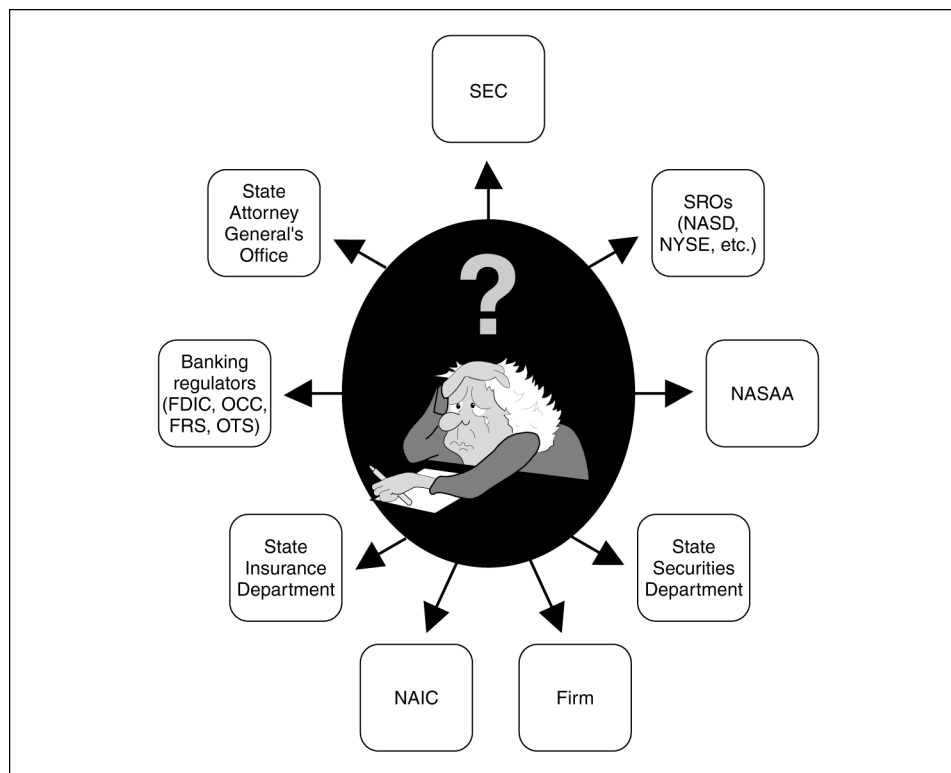 SEC
State
Attorney
General's
Office
SROs
(NASD,
NYSE, etc.)
?
Banking
regulators
(FDIC, OCC,
FRS, OTS)
NASAA
State
Insurance
Department
State
Securities
Department
NAIC
Firm